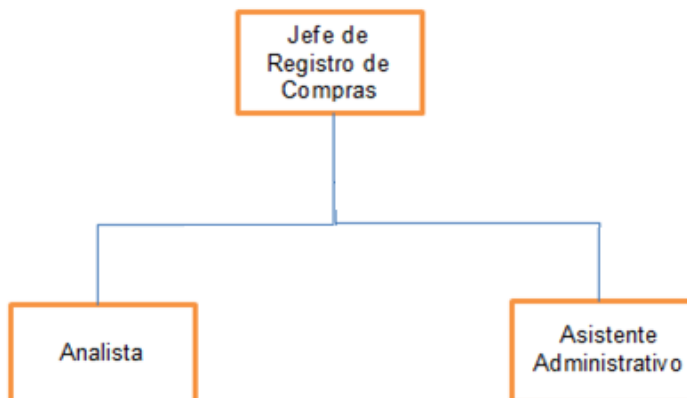 Jefe de
Registro de
Compras
Analista
Asistente
Administrativo